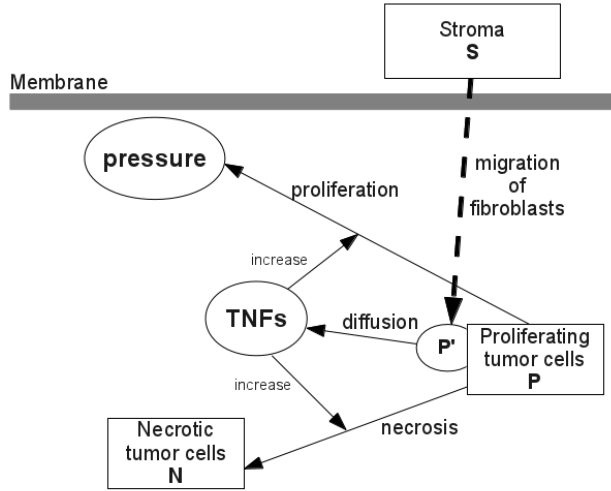 Stroma
S
Membrane
pressure
migration
of
fibroblasts
proliferation
increase
TNFs
diffusion
P'
Proliferating
tumor cells
P
increase
necrosis
Necrotic
tumor cells
N